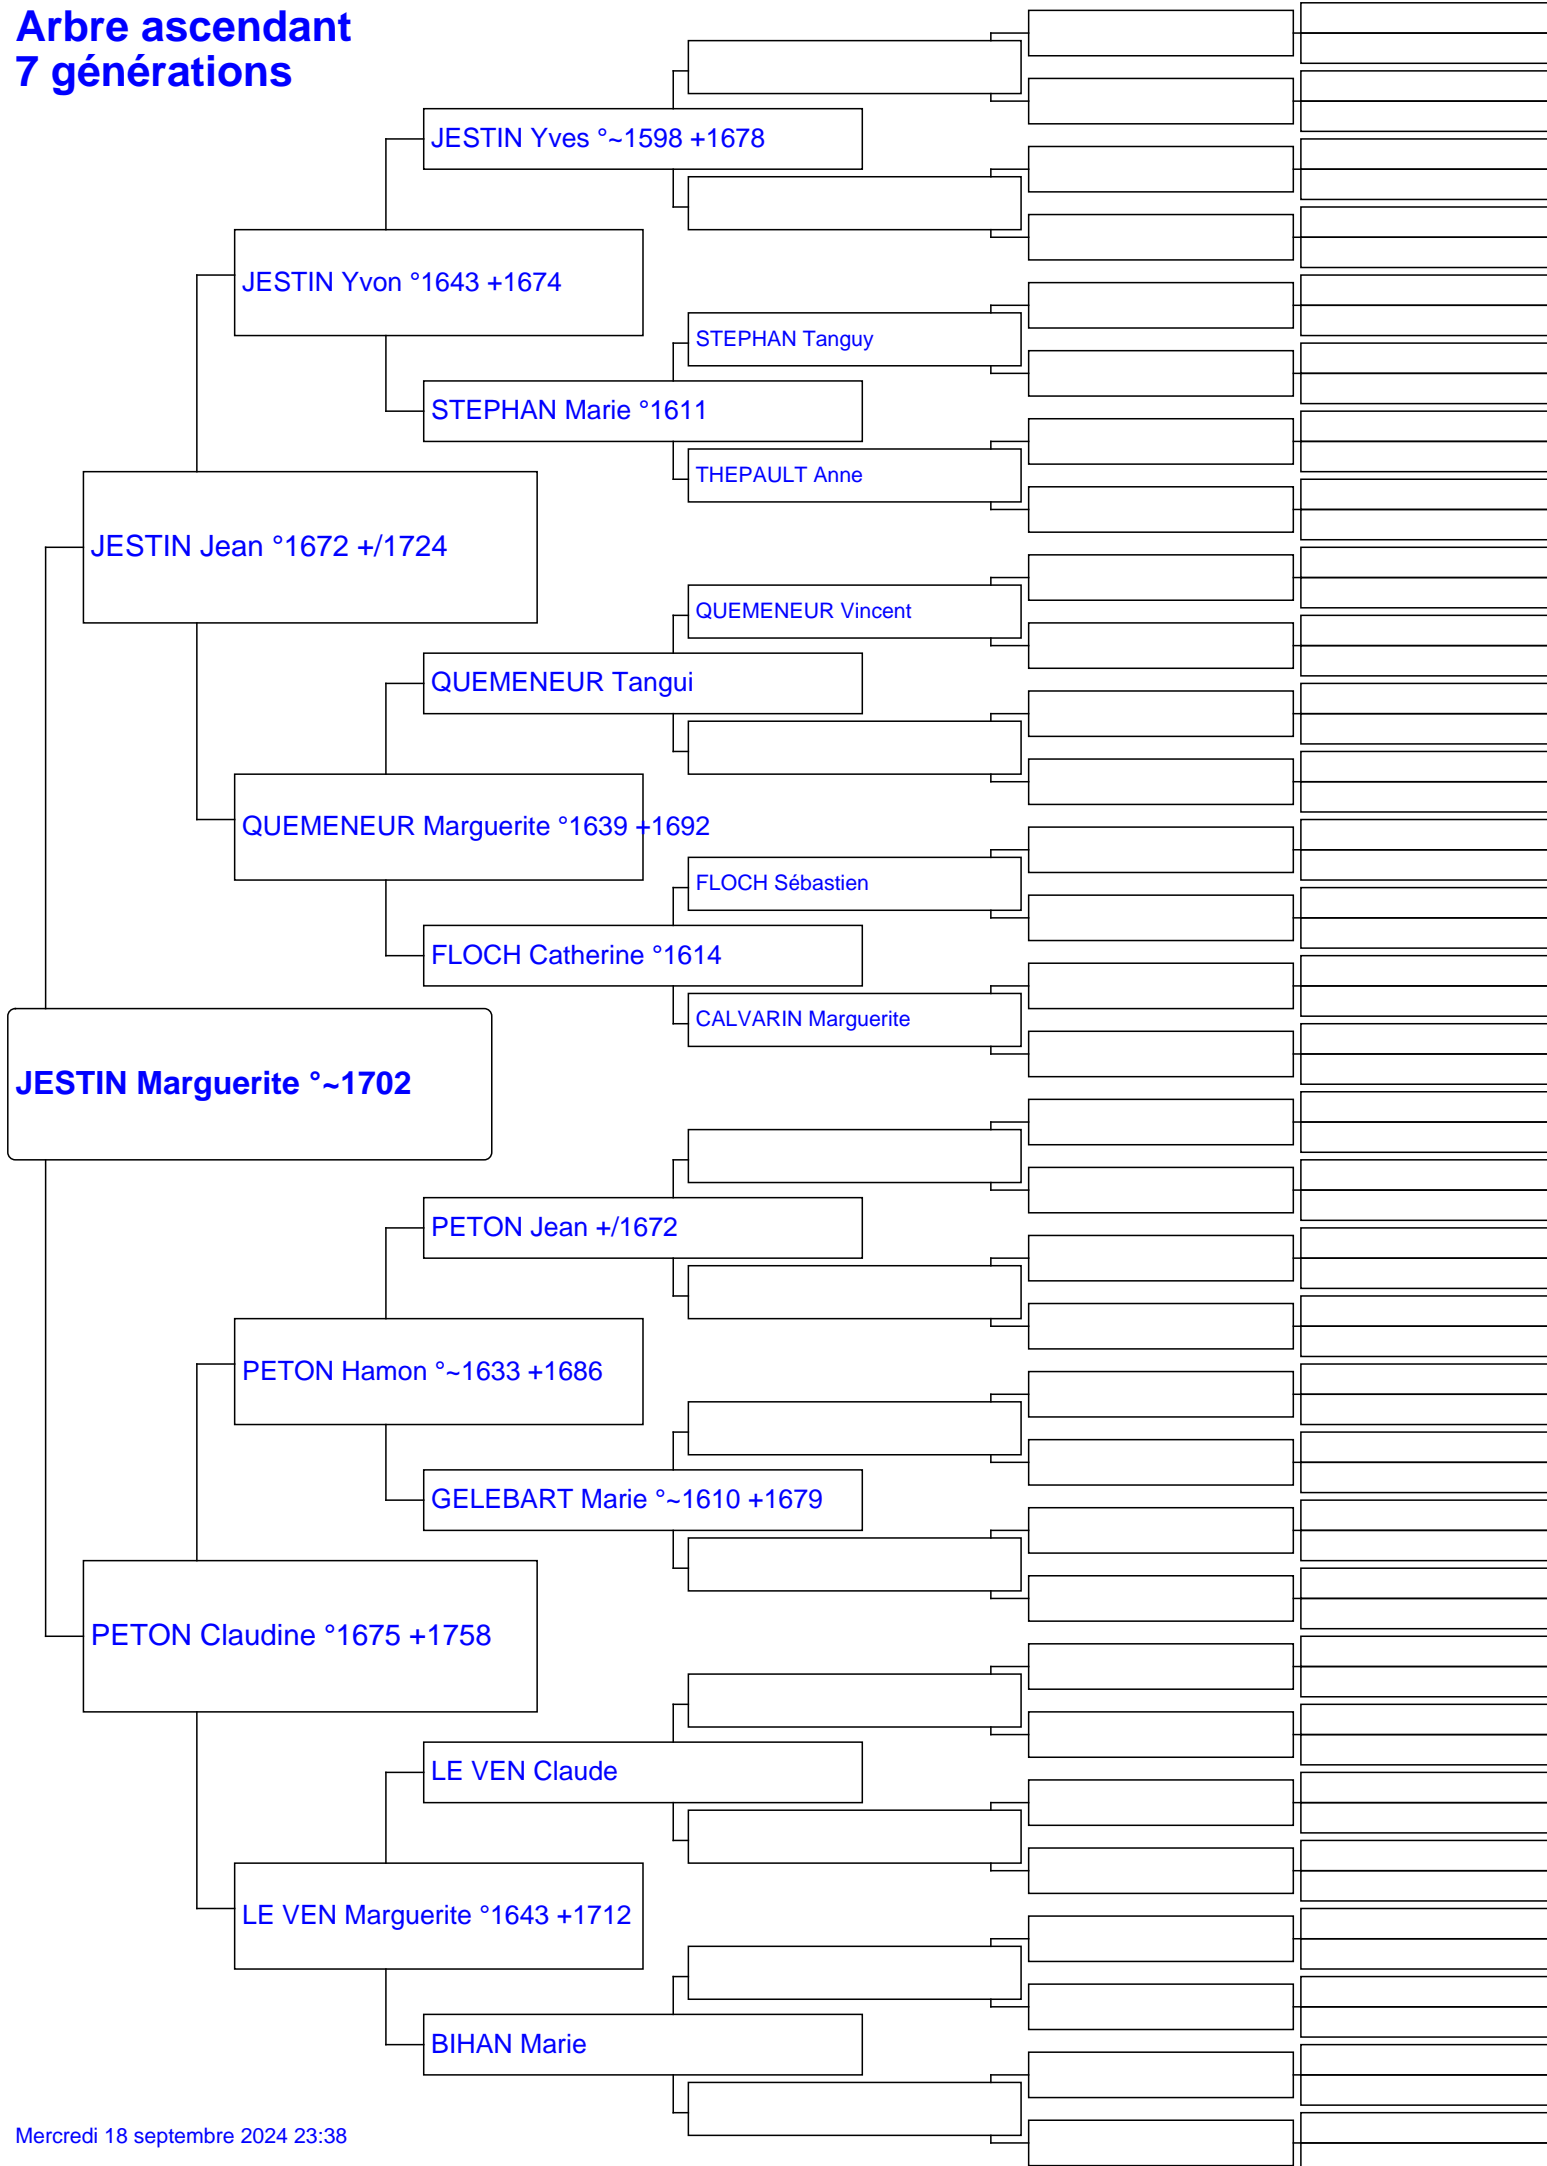 Arbre ascendant
7 générations
JESTIN Yves °~1598 +1678
JESTIN Yvon °1643 +1674
STEPHAN Tanguy
STEPHAN Marie °1611
THEPAULT Anne
JESTIN Jean °1672 +/1724
QUEMENEUR Vincent
QUEMENEUR Tangui
QUEMENEUR Marguerite °1639 +1692
FLOCH Sébastien
FLOCH Catherine °1614
CALVARIN Marguerite
JESTIN Marguerite °~1702
PETON Jean +/1672
PETON Hamon °~1633 +1686
GELEBART Marie °~1610 +1679
PETON Claudine °1675 +1758
LE VEN Claude
LE VEN Marguerite °1643 +1712
BIHAN Marie
Mercredi 18 septembre 2024 23:38